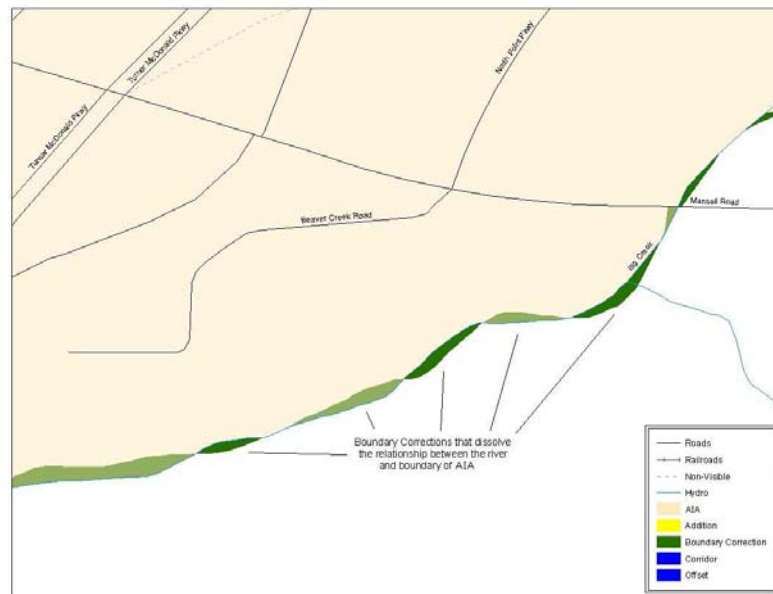 Turner McDonald Pkwy
Turner McDonald Pkwy
North Point Pkwy
Beaver Creek Road
Mansell Road
Big Creek
Boundary Corrections that dissolve
the relationship between the river
and boundary of AIA
Roads
Railroads
Non-Visible
Hydro
AIA
Addition
Boundary Correction
Corridor
Offset